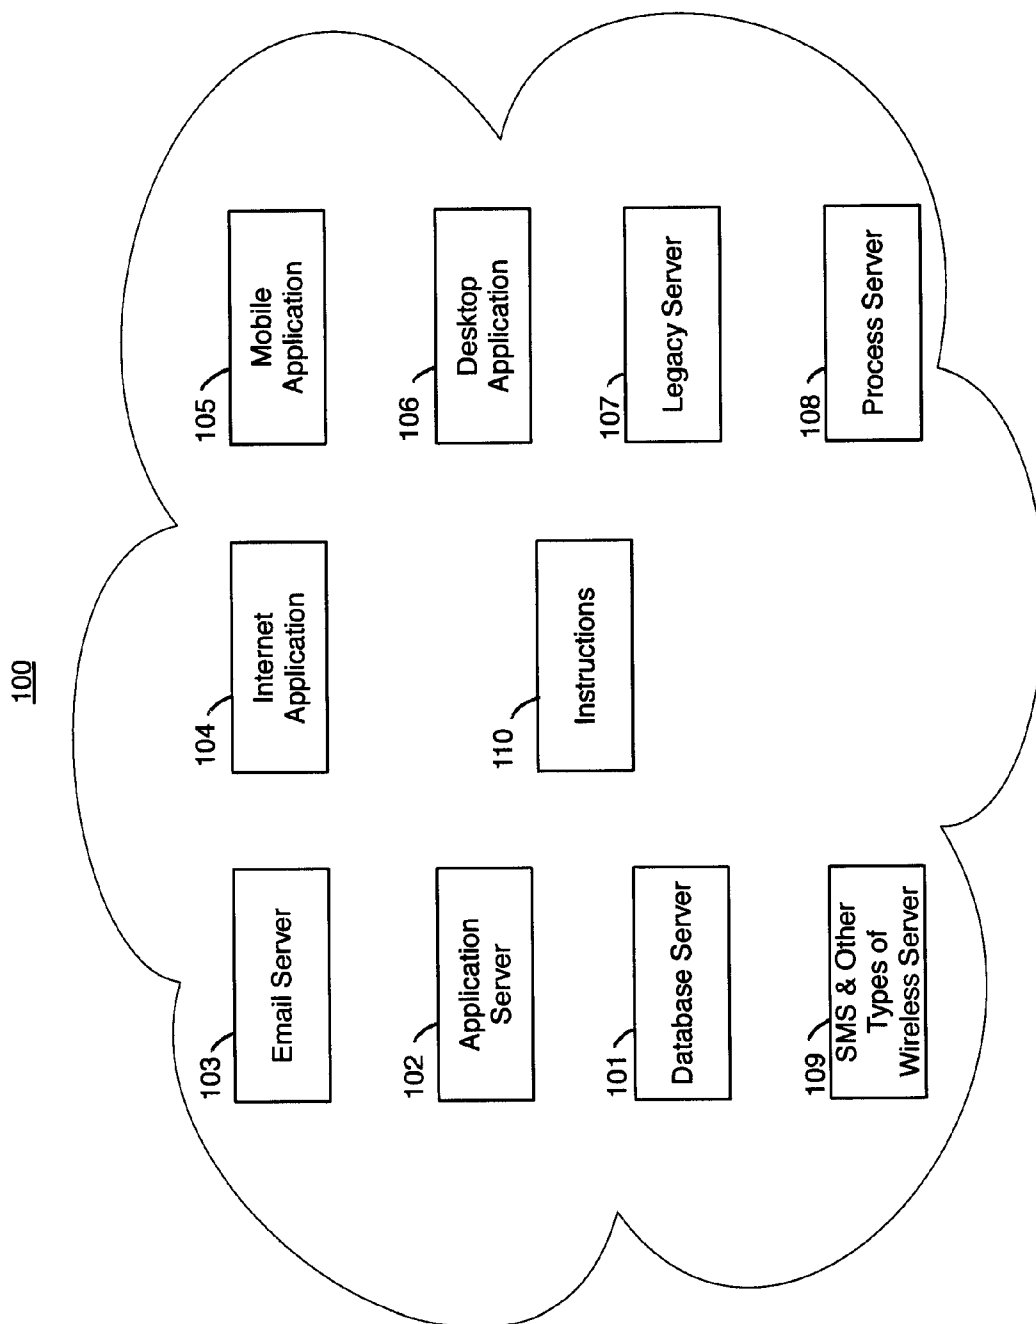 100
103
Email Server
104
Internet
Application
105
Mobile
Application
102
Application
Server
110
Instructions
106
Desktop
Application
101
Database Server
107
Legacy Server
109
SMS & Other
Types of
Wireless Server
108
Process Server